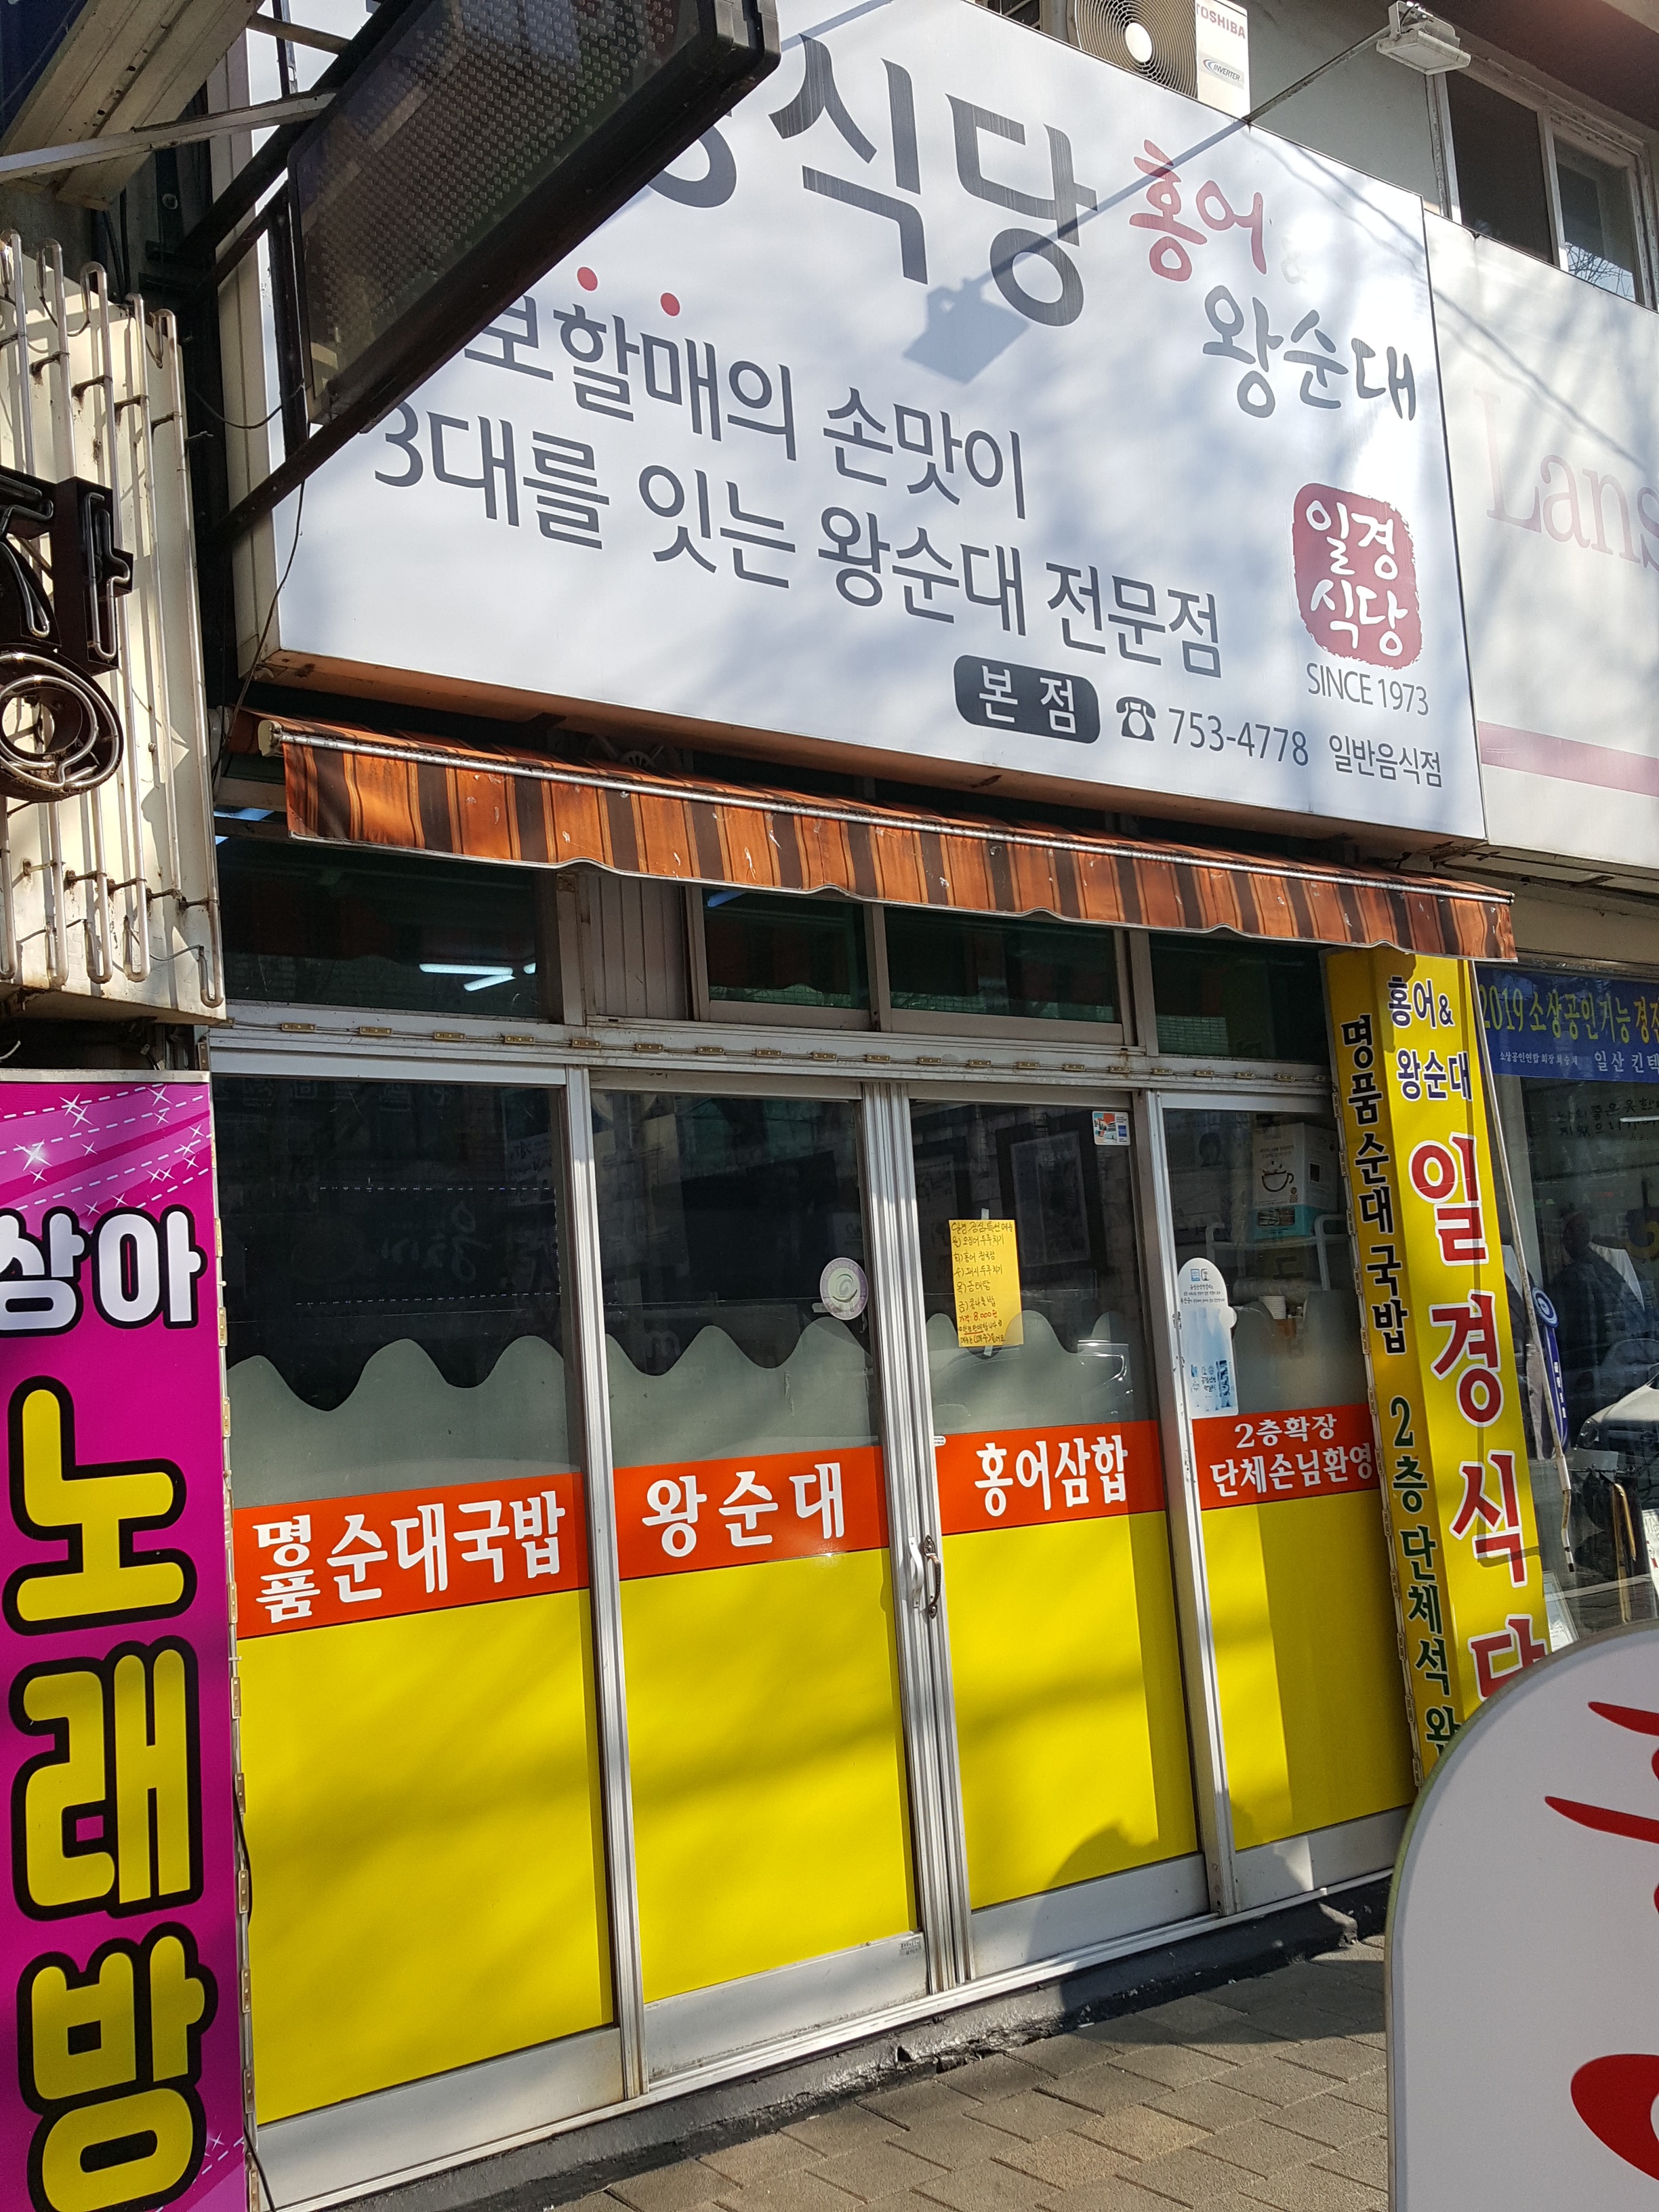 TOSHIBA
INVERTER
식당
홍어
왕순대
할매의 손맛이
3대를 잇는 왕순대 전문점
일경
식당
SINCE 1973
본점 ☎ 753-4778 일반음식점
Lans
홍어&
왕순대
일경식당
명품순대국밥 2층단체석
2019 소상공인기능경
일산 킨텍
상아
노래방
2층확장
단체손님환영
홍어삼합
왕순대
명품 순대국밥